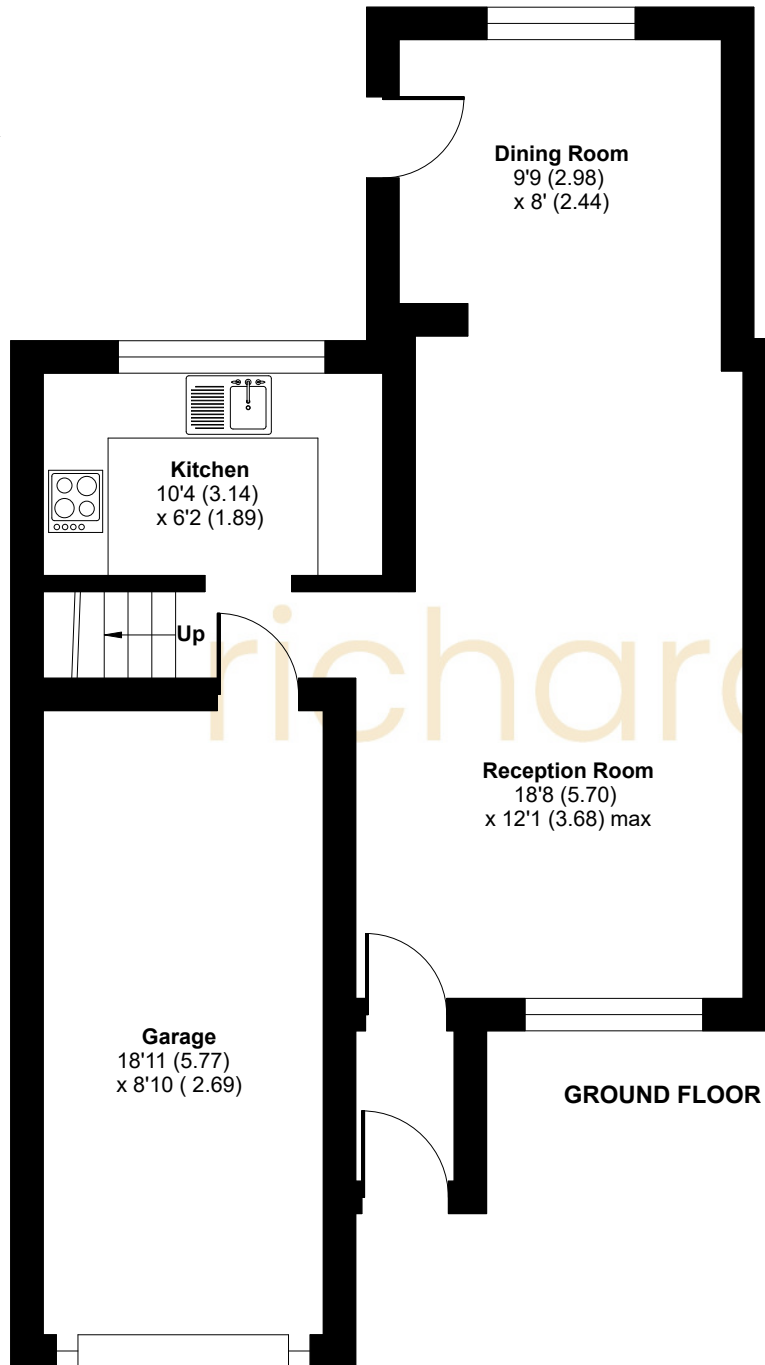 Dining Room
9'9 (2.98)
x 8' (2.44)
Kitchen
10'4 (3.14)
x 6'2 (1.89)
Up
richard
Reception Room
18'8 (5.70)
x 12'1 (3.68) max
Garage
18'11 (5.77)
x 8'10 ( 2.69)
GROUND FLOOR